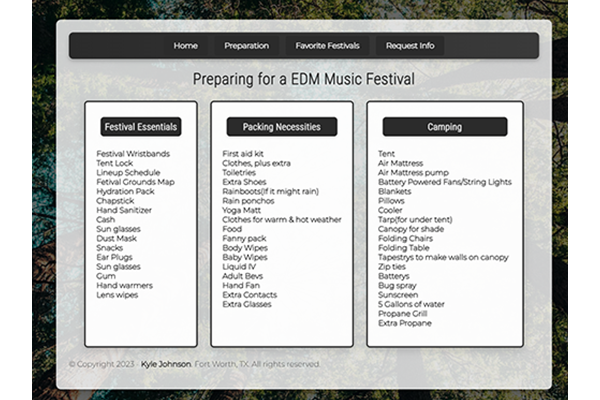 Home
Preparation
Favorite Festivals
Request Info
Preparing for a EDM Music Festival
Festival Essentials
Festival Wristbands
Tent Lock
Lineup Schedule
Fetival Grounds Map
Hydration Pack
Chapstick
Hand Sanitizer
Cash
Sun glasses
Dust Mask
Snacks
Ear Plugs
Sun glasses
Gum
Hand warmers
Lens wipes
Packing Necessities
First aid kit
Clothes, plus extra
Toiletries
Extra Shoes
Rainboots(if it might rain)
Rain ponchos
Yoga Matt
Clothes for warm & hot weather
Food
Fanny pack
Body Wipes
Baby Wipes
Liquid IV
Adult Bevs
Hand Fan
Extra Contacts
Extra Glasses
Camping
Tent
Air Mattress
Air Mattress pump
Battery Powered Fans/String Lights
Blankets
Pillows
Cooler
Tarp(for under tent)
Canopy for shade
Folding Chairs
Folding Table
Tapestrys to make walls on canopy
Zip ties
Batterys
Bug spray
Sunscreen
5 Gallons of water
Propane Grill
Extra Propane
© Copyright 2023 - Kyle Johnson. Fort Worth, TX. All rights reserved.